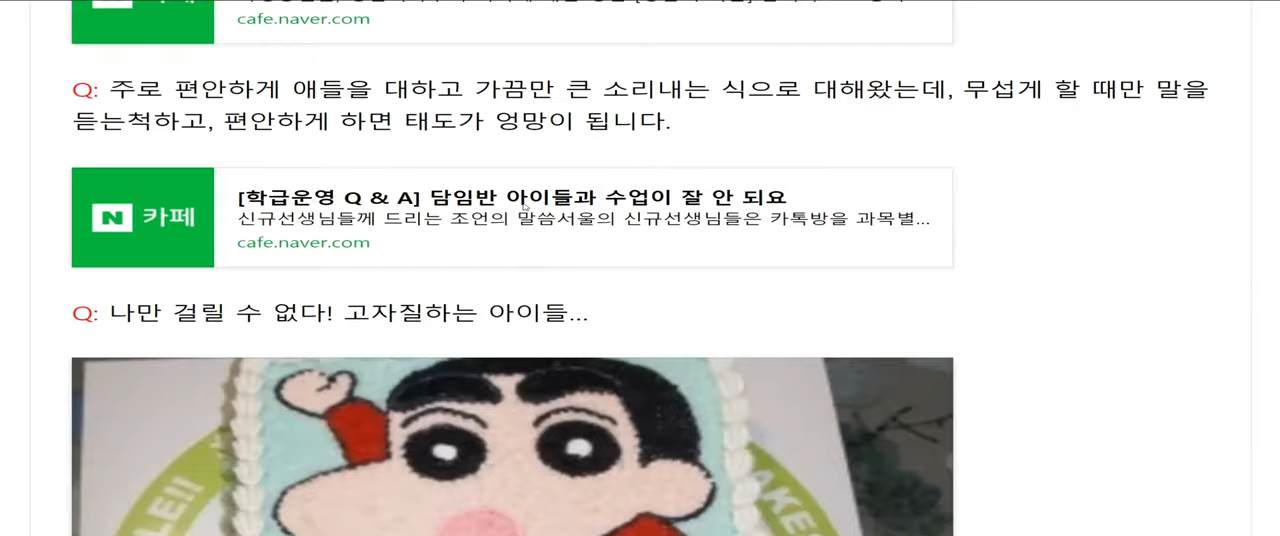 cafe.naver.com
Q: 주로 편안하게 애들을 대하고 가끔만 큰 소리내는 식으로 대해왔는데, 무섭게 할 때만 말을
듣는척하고, 편안하게 하면 태도가 엉망이 됩니다.
[학급운영 Q & A] 담임반 아이들과 수업이 잘 안 되요
N 카페
신규선생님들께 드리는 조언의 말씀서울의 신규선생님들은 카톡방을 과목별...
cafe.naver.com
Q: 나만 걸릴 수 없다! 고자질하는 아이들...